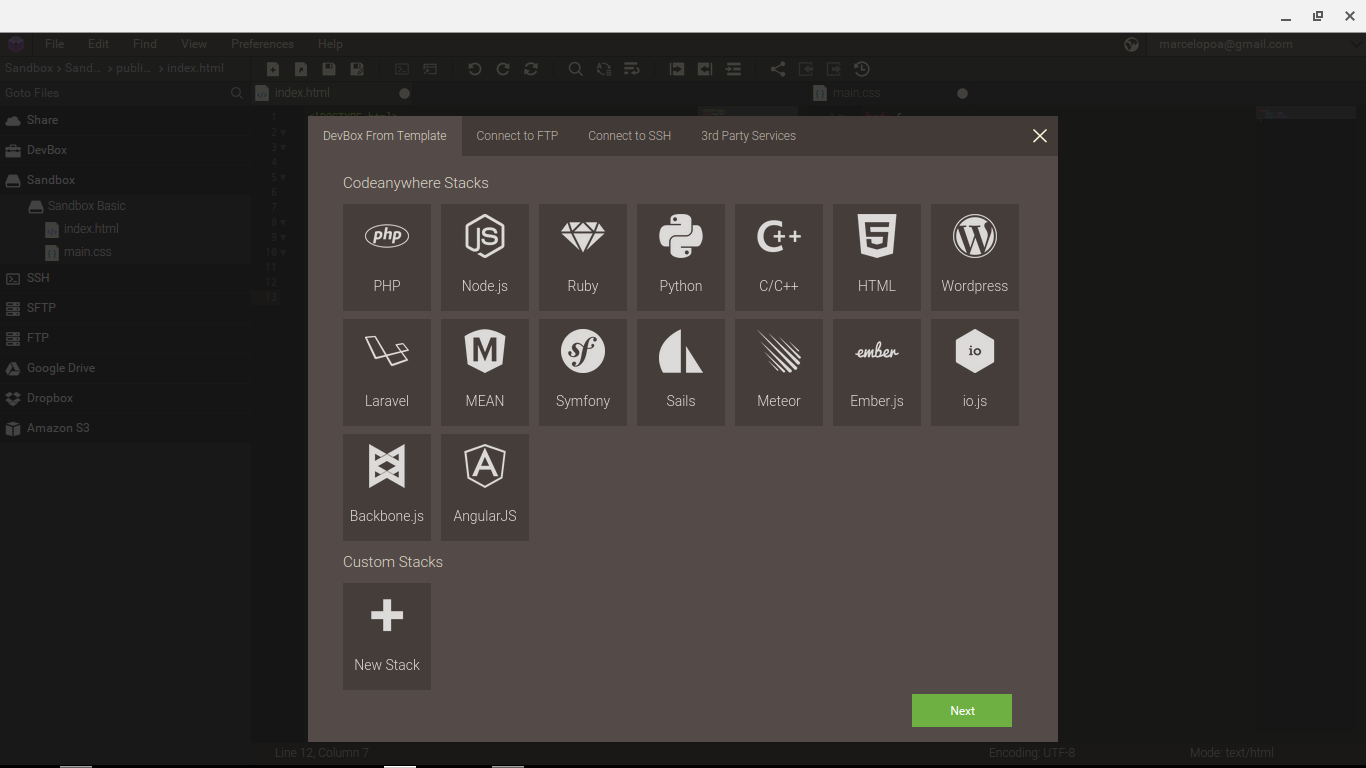 File Edit Find View Preferences Help marcelopoa@gmail.com
Sandbox > Sand... > publi... > index.html
Goto Files index.html main.css
Share
DevBox
Sandbox
Sandbox Basic
index.html
main.css
SSH
SFTP
FTP
Google Drive
Dropbox
Amazon S3
1
2
3
4
5
6
7
8
9
10
11
12
13
DevBox From Template Connect to FTP Connect to SSH 3rd Party Services
Codeanywhere Stacks
php JS C++ 5 W
PHP Node.js Ruby Python C/C++ HTML Wordpress
M sf ember io
Laravel MEAN Symfony Sails Meteor Ember.js io.js
A
Backbone.js AngularJS
Custom Stacks
New Stack
Next
Line 12, Column 7 Encoding: UTF-8 Mode: text/html